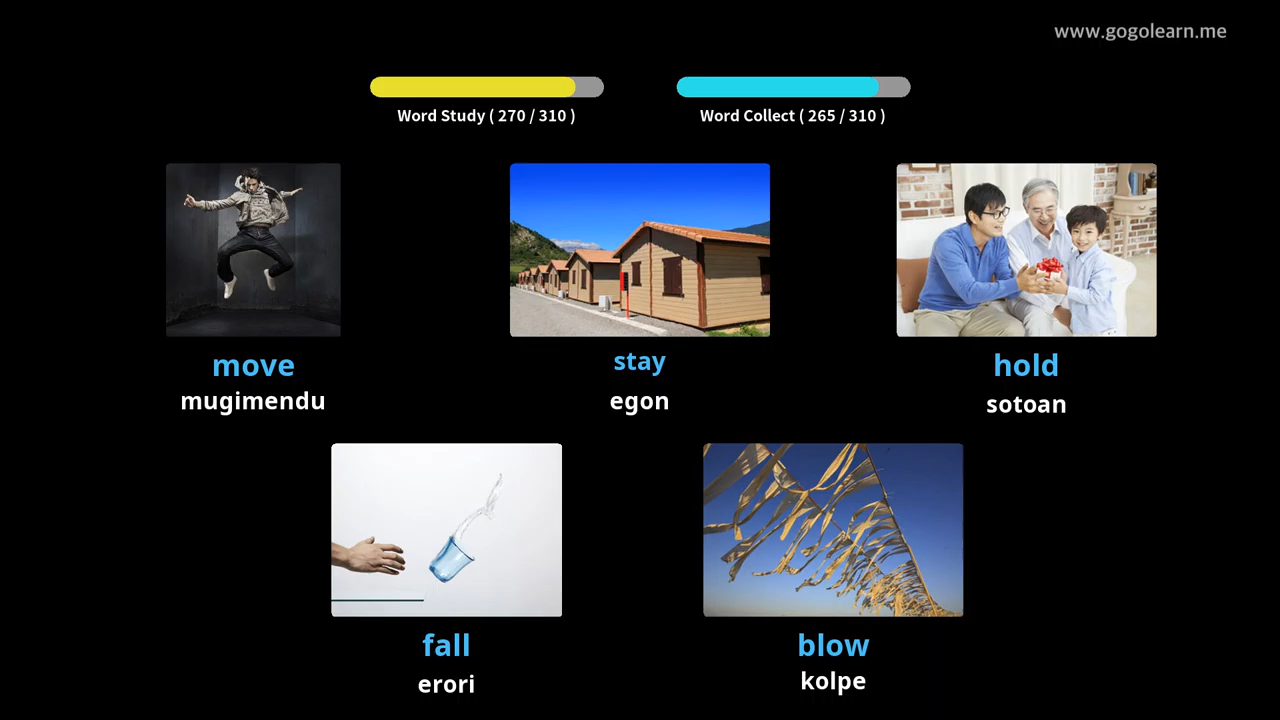 www.gogolearn.me
Word Study ( 270 / 310 )
Word Collect ( 265 / 310 )
move
mugimendu
stay
egon
hold
sotoan
fall
erori
blow
kolpe